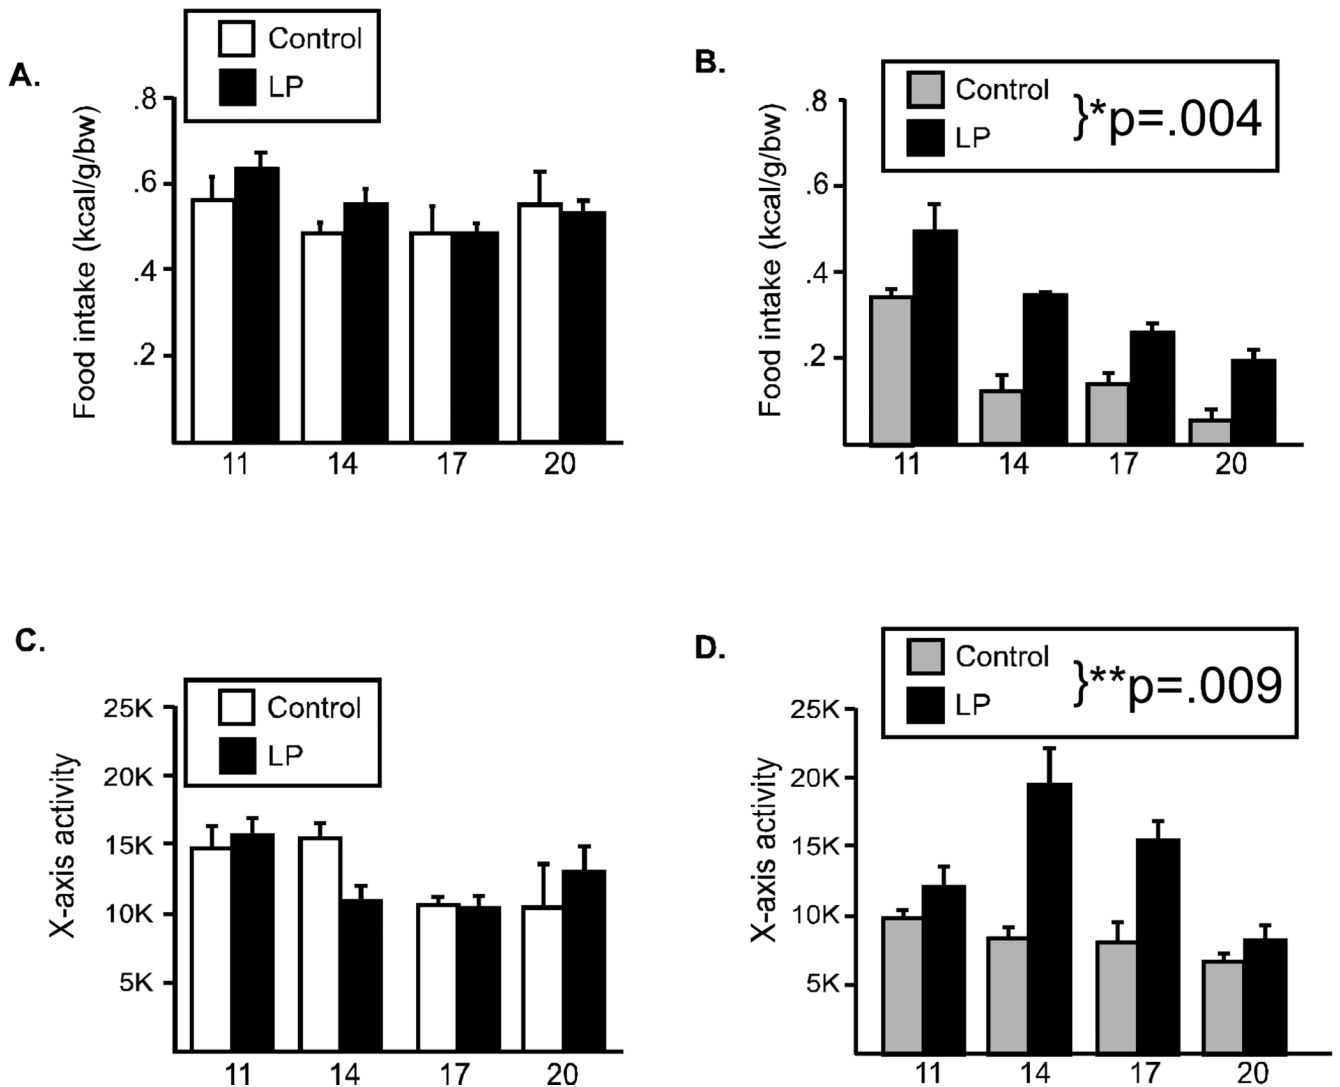 A.
Control
LP
Food intake (kcal/g/bw)
.8
.6
.4
.2
11 14 17 20
B.
Control
LP
}*p=.004
Food intake (kcal/g/bw)
.8
.6
.4
.2
11 14 17 20
C.
Control
LP
X-axis activity
25K
20K
15K
10K
5K
11 14 17 20
D.
Control
LP
}**p=.009
X-axis activity
25K
20K
15K
10K
5K
11 14 17 20